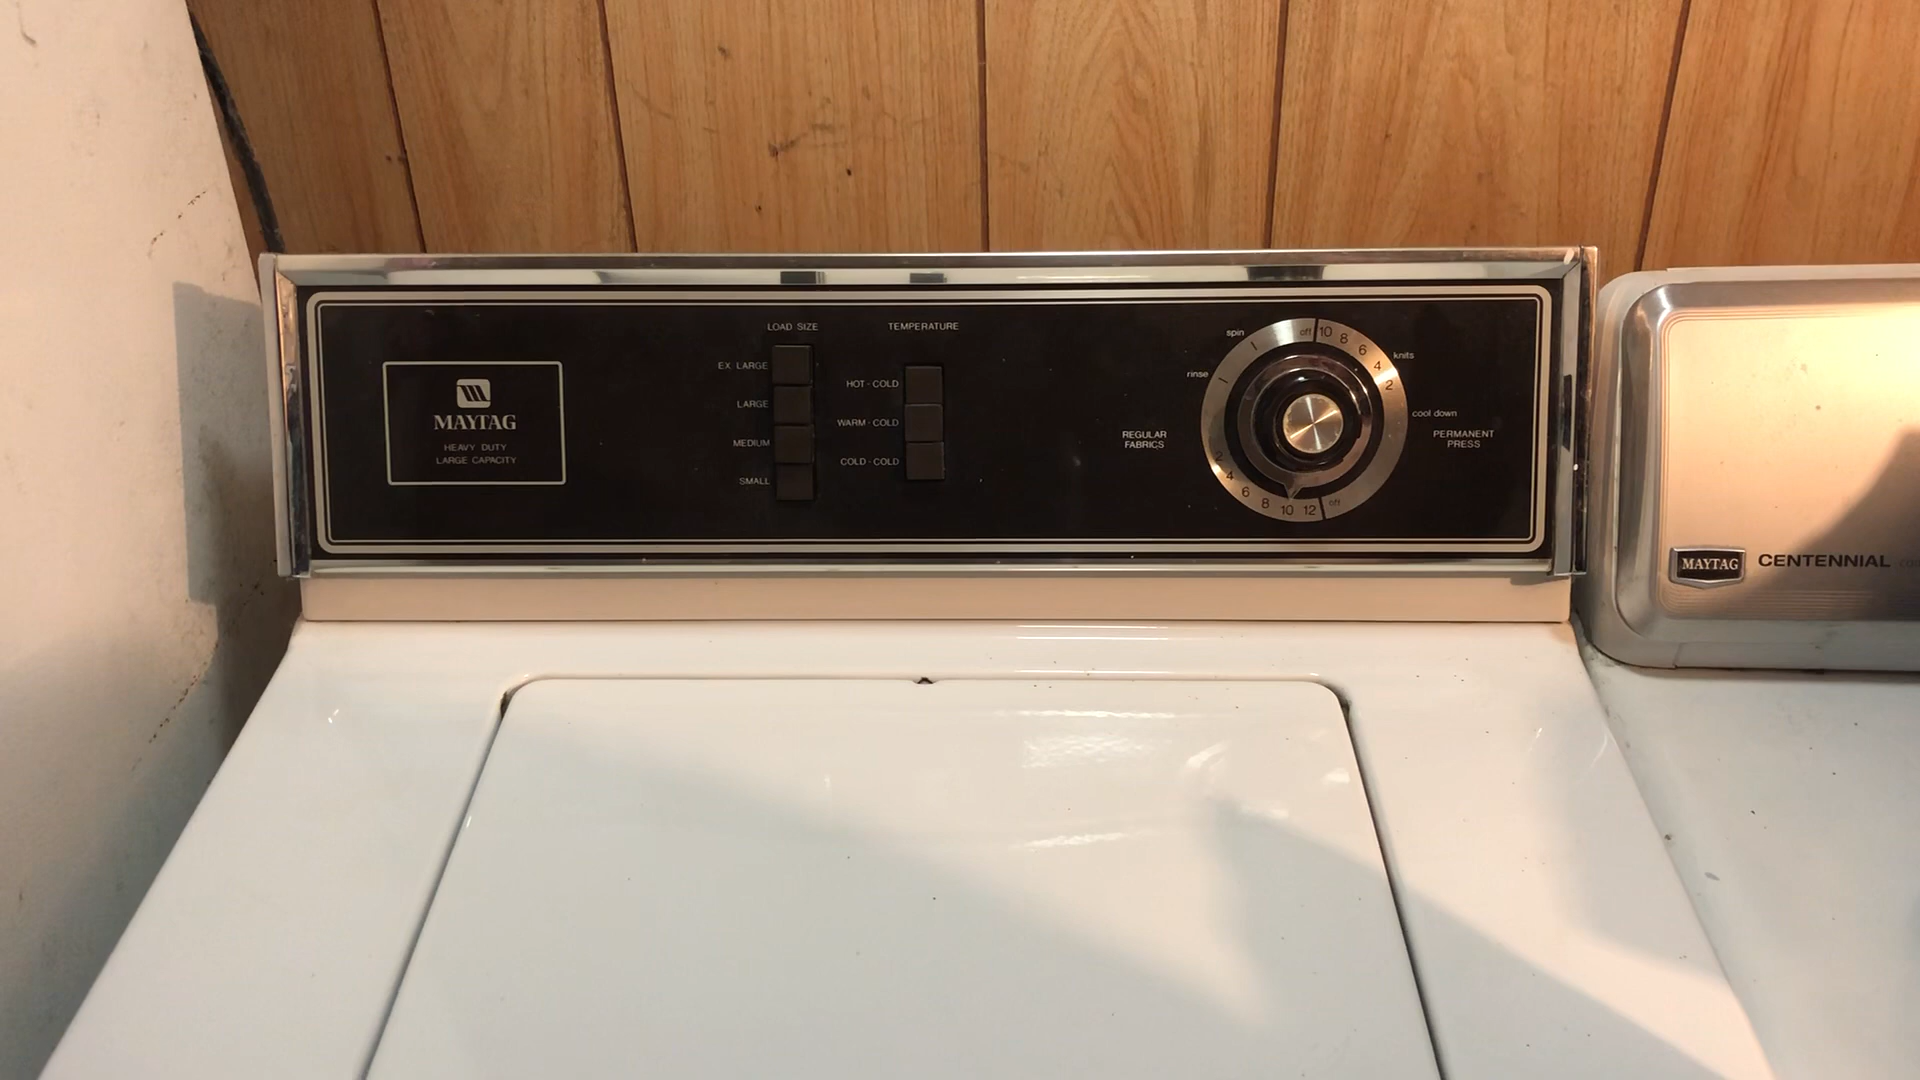 MAYTAG
HEAVY DUTY
LARGE CAPACITY
LOAD SIZE
EX. LARGE
LARGE
MEDIUM
SMALL
TEMPERATURE
HOT - COLD
WARM - COLD
COLD - COLD
spin
rinse
REGULAR
FABRICS
off
10
8
6
4
2
2
4
6
8
10
12
off
knits
cool down
PERMANENT
PRESS
MAYTAG
CENTENNIAL